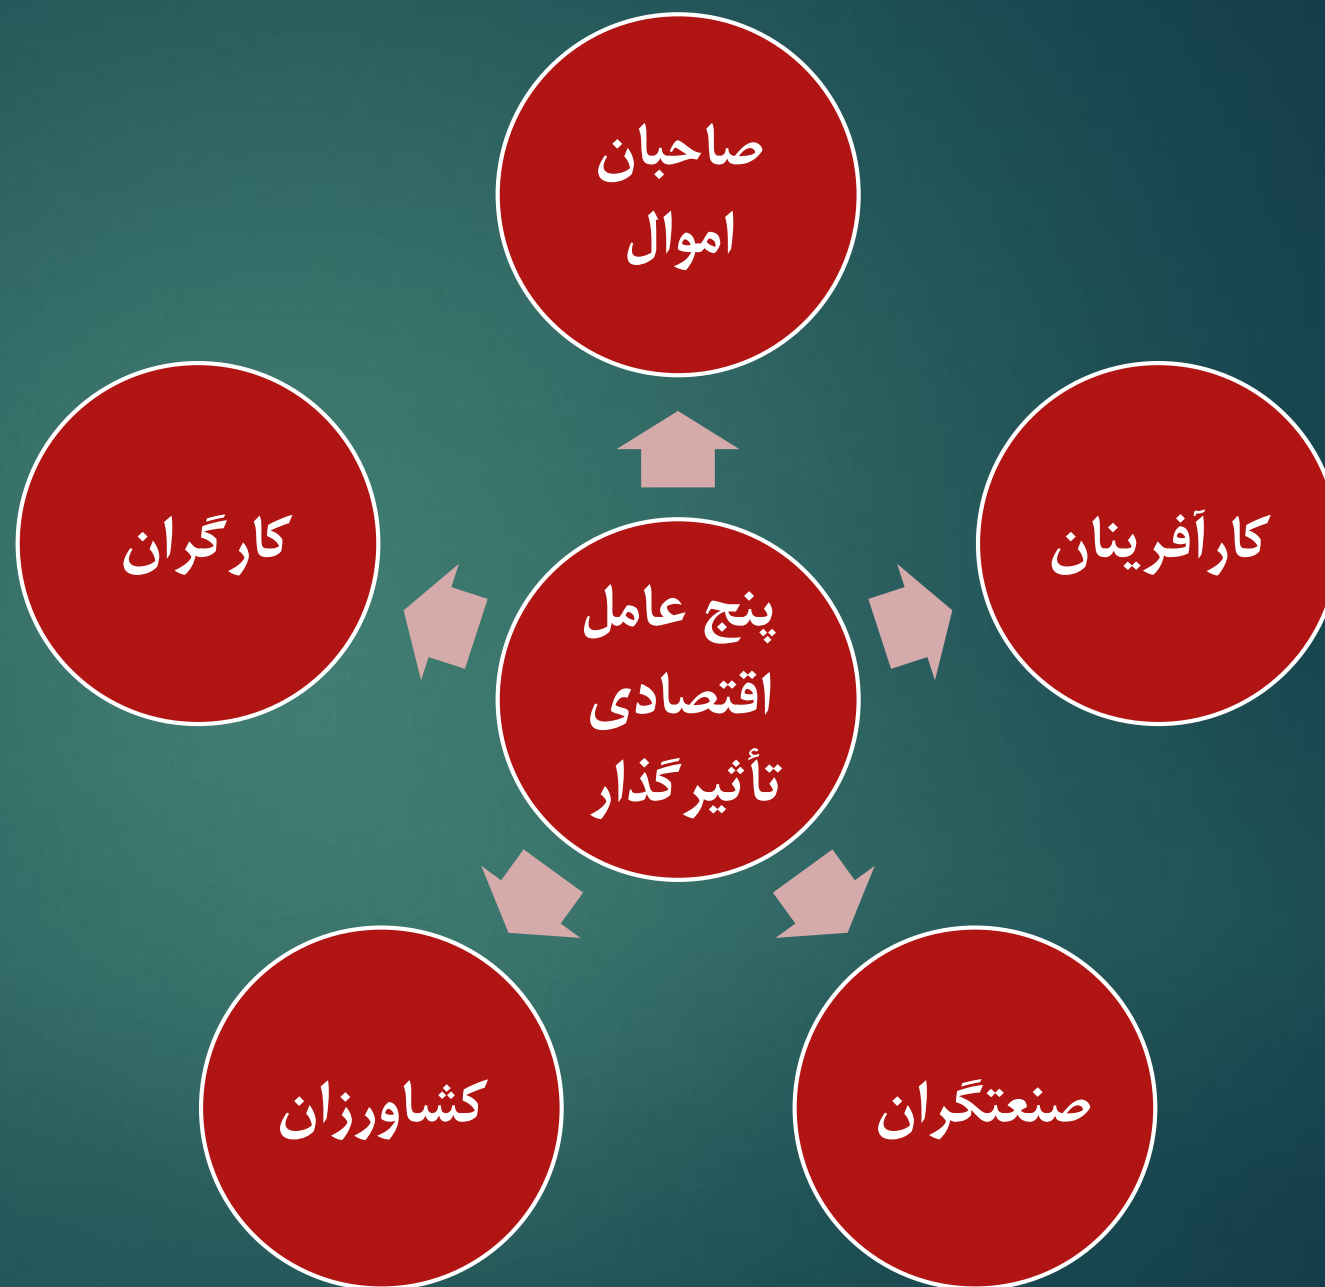 صاحبان
اموال
کارآفرینان
کارگران
پنج عامل
اقتصادی
تأثیرگذار
صنعتگران
کشاورزان